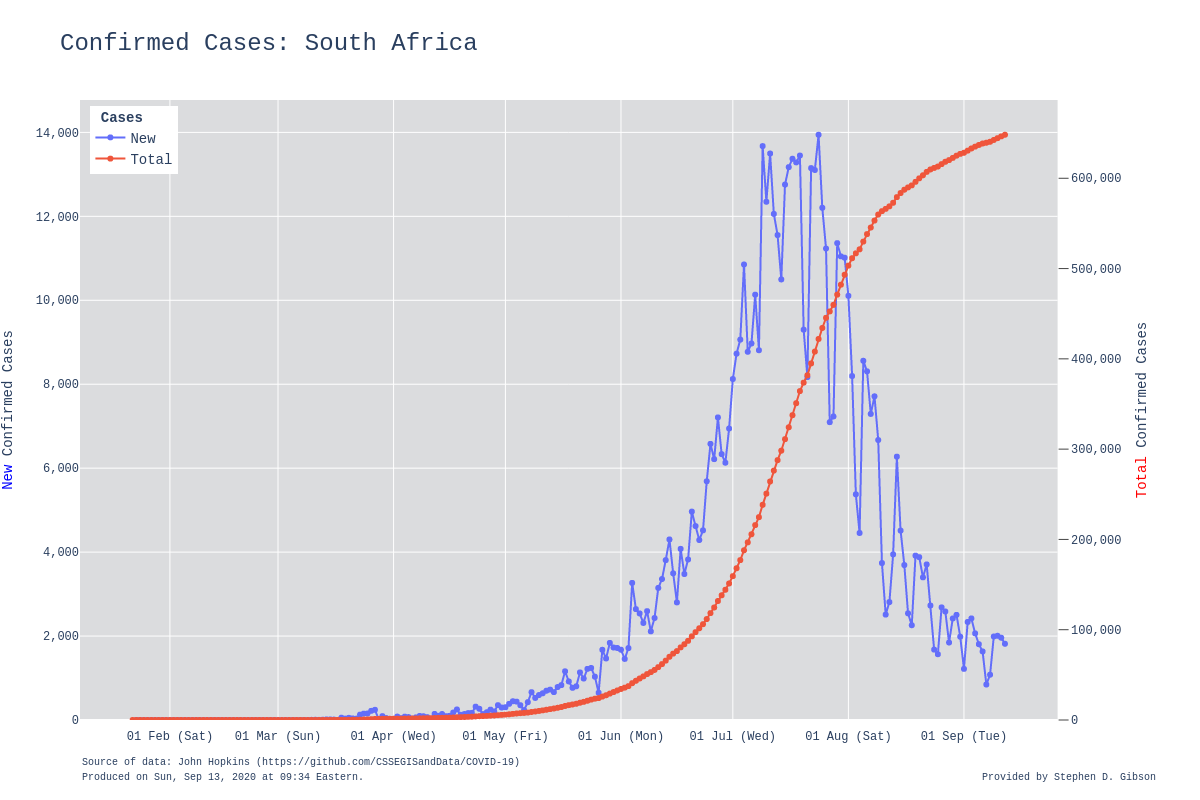 Confirmed Cases: South Africa
Cases
New
Total
14,000
12,000
10,000
8,000
6,000
4,000
2,000
0
New Confirmed Cases
600,000
500,000
400,000
300,000
200,000
100,000
0
Total Confirmed Cases
01 Feb (Sat) 01 Mar (Sun) 01 Apr (Wed) 01 May (Fri) 01 Jun (Mon) 01 Jul (Wed) 01 Aug (Sat) 01 Sep (Tue)
Source of data: John Hopkins (https://github.com/CSSEGISandData/COVID-19)
Produced on Sun, Sep 13, 2020 at 09:34 Eastern.
Provided by Stephen D. Gibson